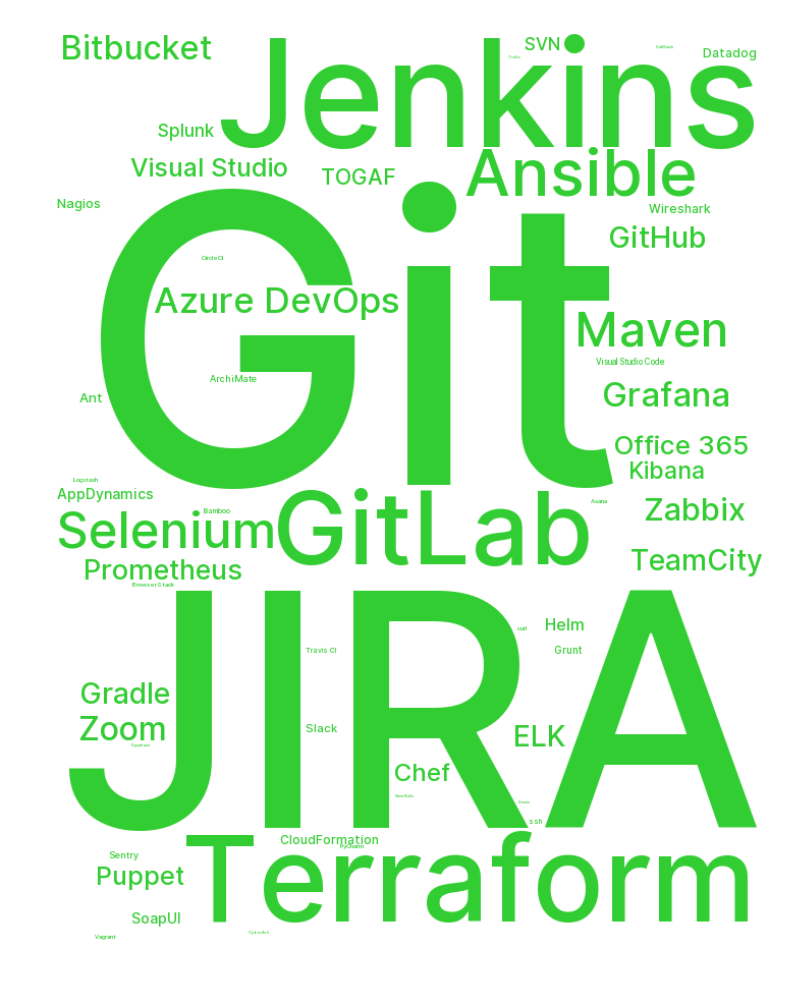 Bitbucket
Jenkins
SVN
Datadog
Splunk
Visual Studio
TOGAF
Ansible
Nagios
Wireshark
GitHub
Git
CircleCI
Azure DevOps
Maven
Visual Studio Code
ArchiMate
Grafana
Ant
Office 365
Kibana
Logstash
AppDynamics
Asana
Zabbix
Bamboo
Selenium
GitLab
TeamCity
Prometheus
BrowserStack
JIRA
Helm
curl
Travis CI
Grunt
Gradle
Zoom
Slack
ELK
Chef
ssh
Terraform
CloudFormation
PyCharm
Sentry
Puppet
SoapUI
Vagrant